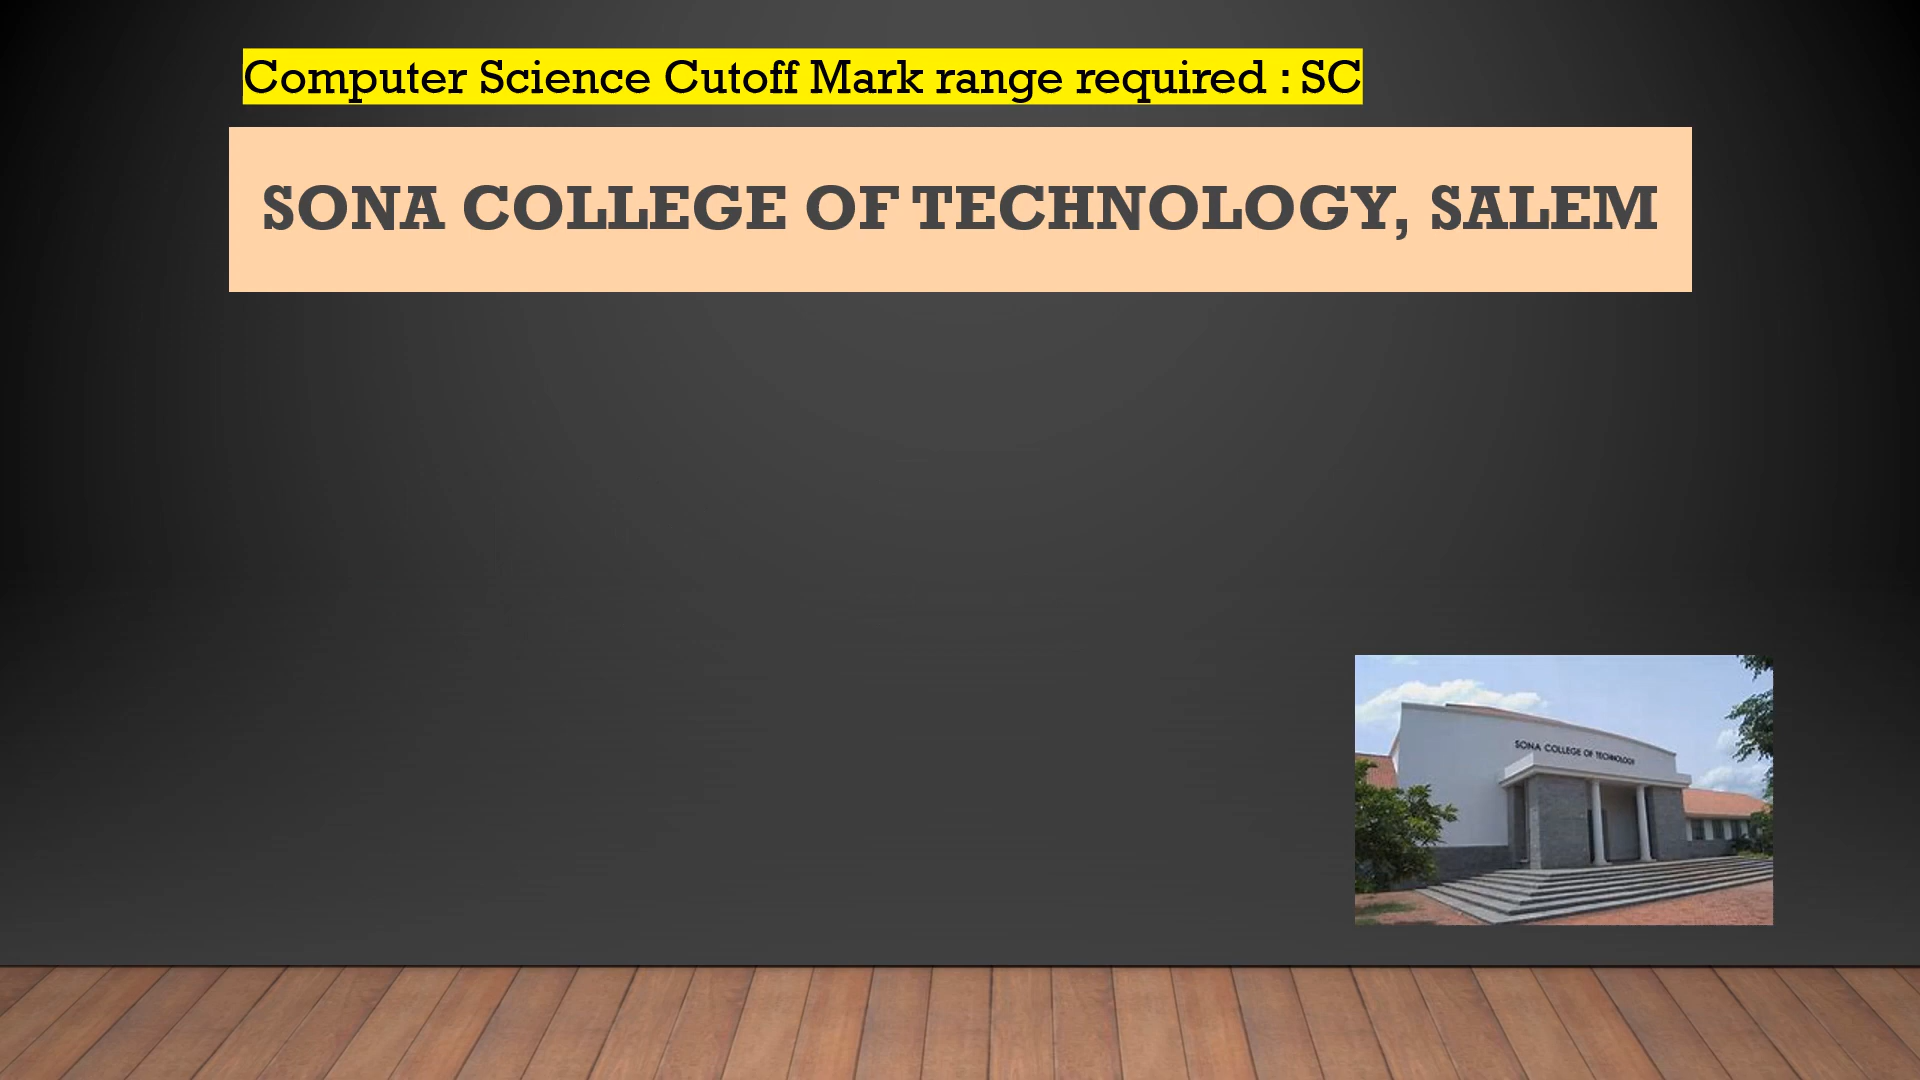 Computer Science Cutoff Mark range required : SC
SONA COLLEGE OF TECHNOLOGY, SALEM
SONA COLLEGE OF TECHNOLOGY